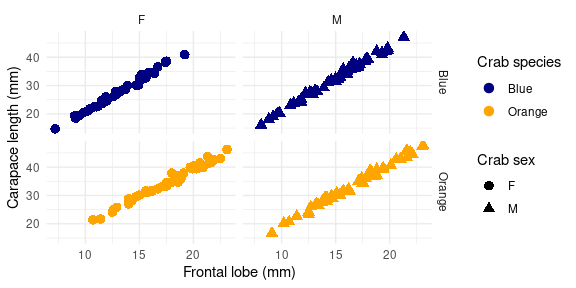 F
M
Carapace length (mm)
40
30
20
Blue
40
30
20
Orange
10
15
20
10
15
20
Frontal lobe (mm)
Crab species
Blue
Orange
Crab sex
F
M